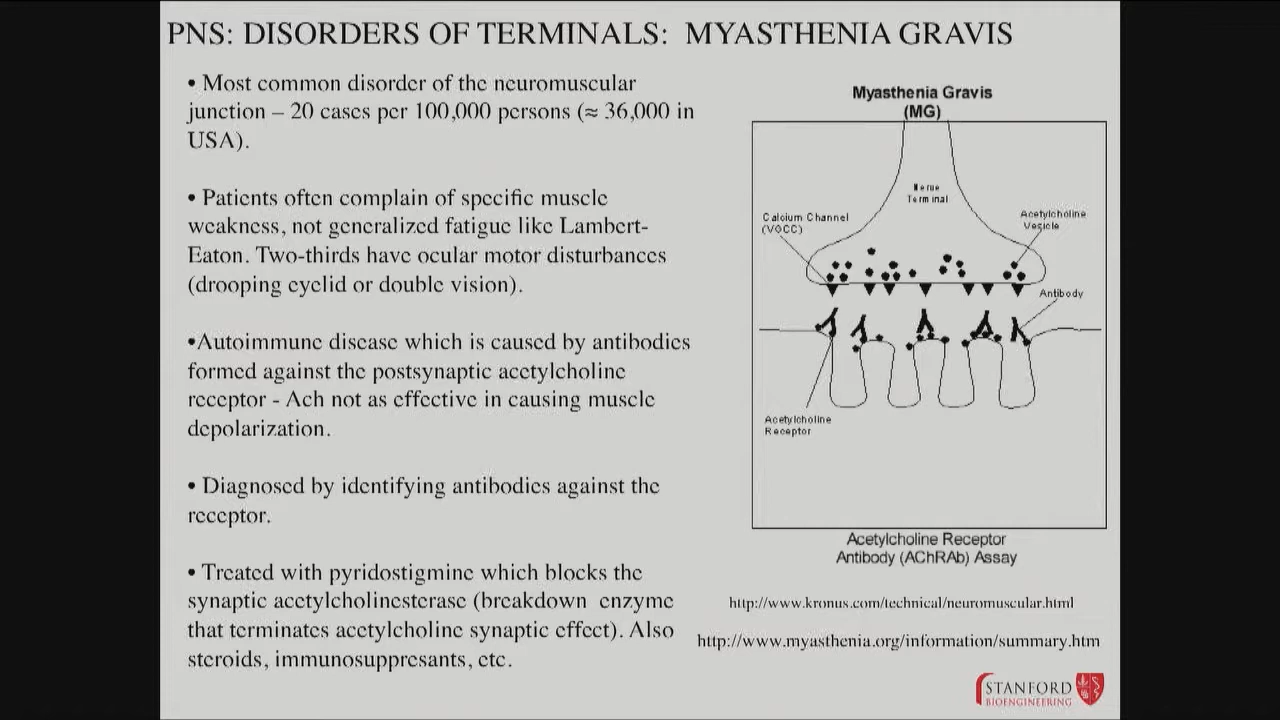 PNS: DISORDERS OF TERMINALS: MYASTHENIA GRAVIS
• Most common disorder of the neuromuscular
junction – 20 cases per 100,000 persons (≈ 36,000 in
USA).
• Patients often complain of specific muscle
weakness, not generalized fatigue like Lambert-
Eaton. Two-thirds have ocular motor disturbances
(drooping eyelid or double vision).
•Autoimmune disease which is caused by antibodies
formed against the postsynaptic acetylcholine
receptor - Ach not as effective in causing muscle
depolarization.
• Diagnosed by identifying antibodies against the
receptor.
• Treated with pyridostigmine which blocks the
synaptic acetylcholinesterase (breakdown enzyme
that terminates acetylcholine synaptic effect). Also
steroids, immunosuppresants, etc.
Myasthenia Gravis
(MG)
Nerve
Terminal
Calcium Channel
(VGCC)
Acetylcholine
Vesicle
Antibody
Acetylcholine
Receptor
Acetylcholine Receptor
Antibody (AChRAb) Assay
http://www.kronus.com/technical/neuromuscular.html
http://www.myasthenia.org/information/summary.htm
STANFORD
BIOENGINEERING